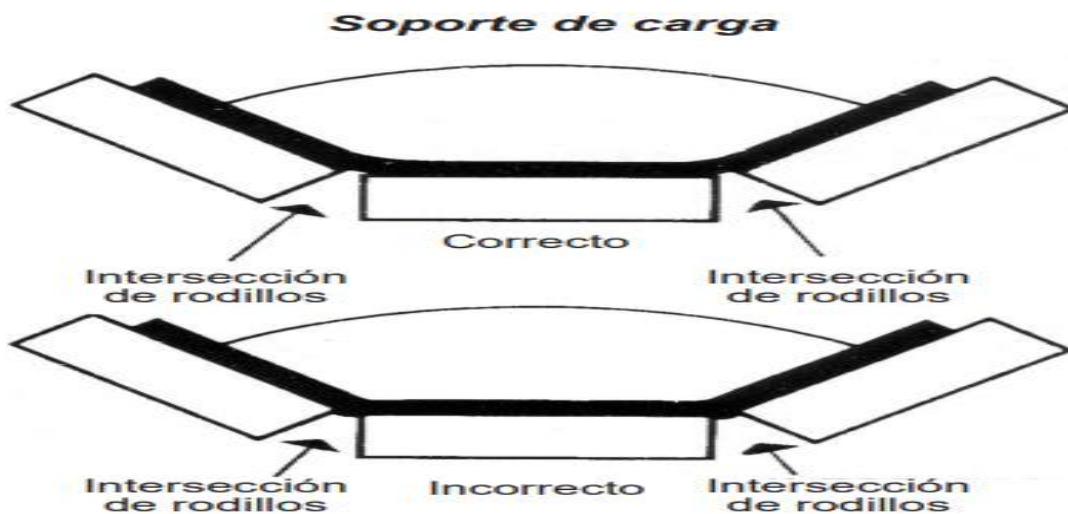 Soporte de carga
Correcto
Intersección
de rodillos
Intersección
de rodillos
Intersección
de rodillos
Incorrecto
Intersección
de rodillos